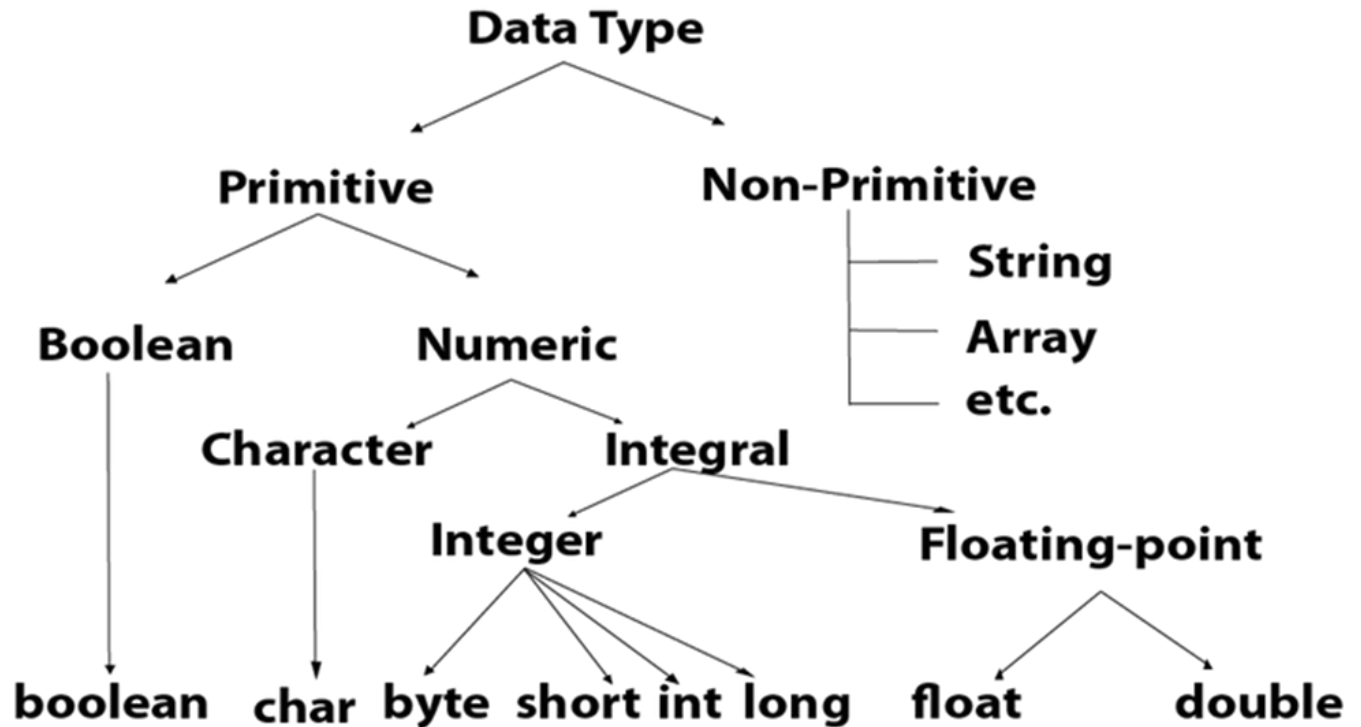 Data Type
Primitive
Non-Primitive
String
Array
etc.
Boolean
Numeric
Character
Integral
Integer
Floating-point
boolean
char
byte
short
int
long
float
double